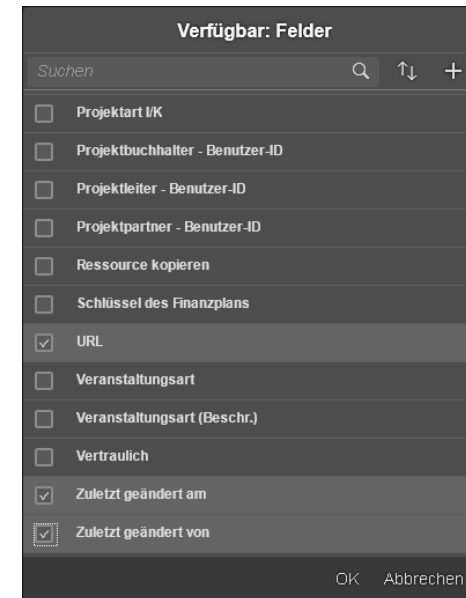 Verfügbar: Felder
Suchen
Projektart I/K
Projektbuchhalter - Benutzer-ID
Projektleiter - Benutzer-ID
Projektpartner - Benutzer-ID
Ressource kopieren
Schlüssel des Finanzplans
URL
Veranstaltungsart
Veranstaltungsart (Beschr.)
Vertraulich
Zuletzt geändert am
Zuletzt geändert von
OK Abbrechen